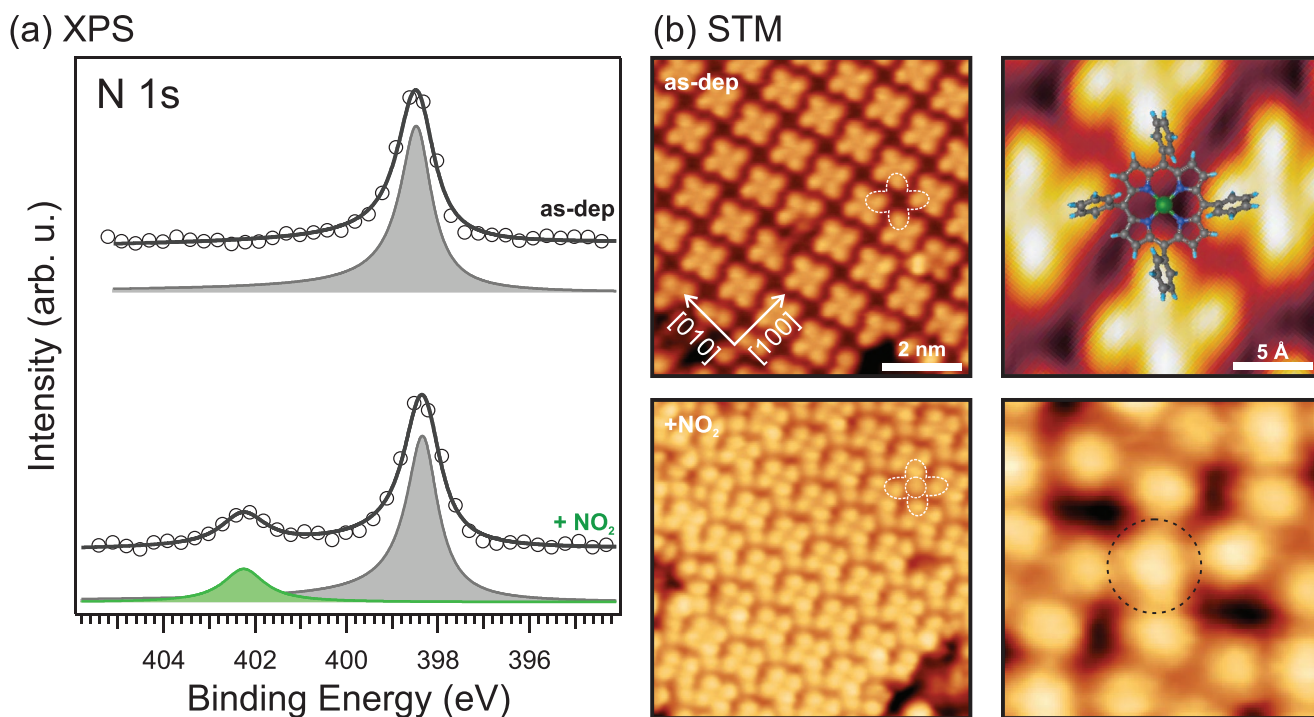 (a) XPS
N 1s
as-dep
+ NO₂
Intensity (arb. u.)
404 402 400 398 396
Binding Energy (eV)
(b) STM
as-dep
[010]
[100]
2 nm
5 Å
+NO₂